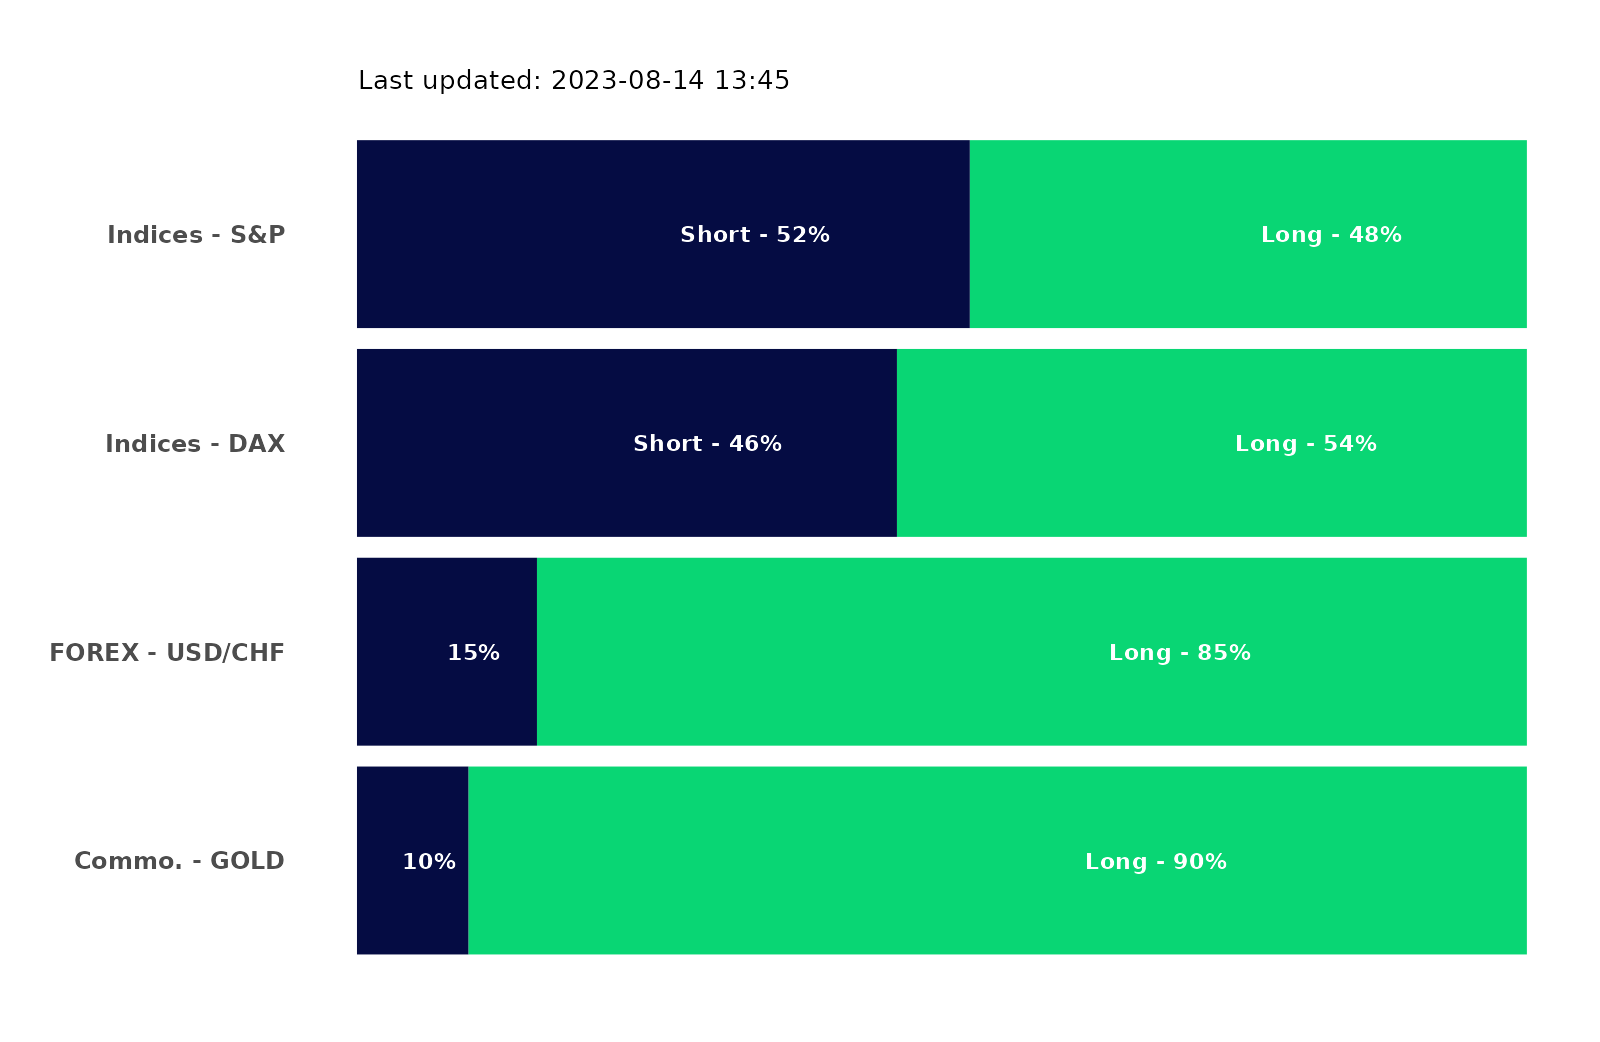 Last updated: 2023-08-14 13:45
Indices - S&P
Short - 52%
Long - 48%
Indices - DAX
Short - 46%
Long - 54%
FOREX - USD/CHF
15%
Long - 85%
Commo. - GOLD
10%
Long - 90%